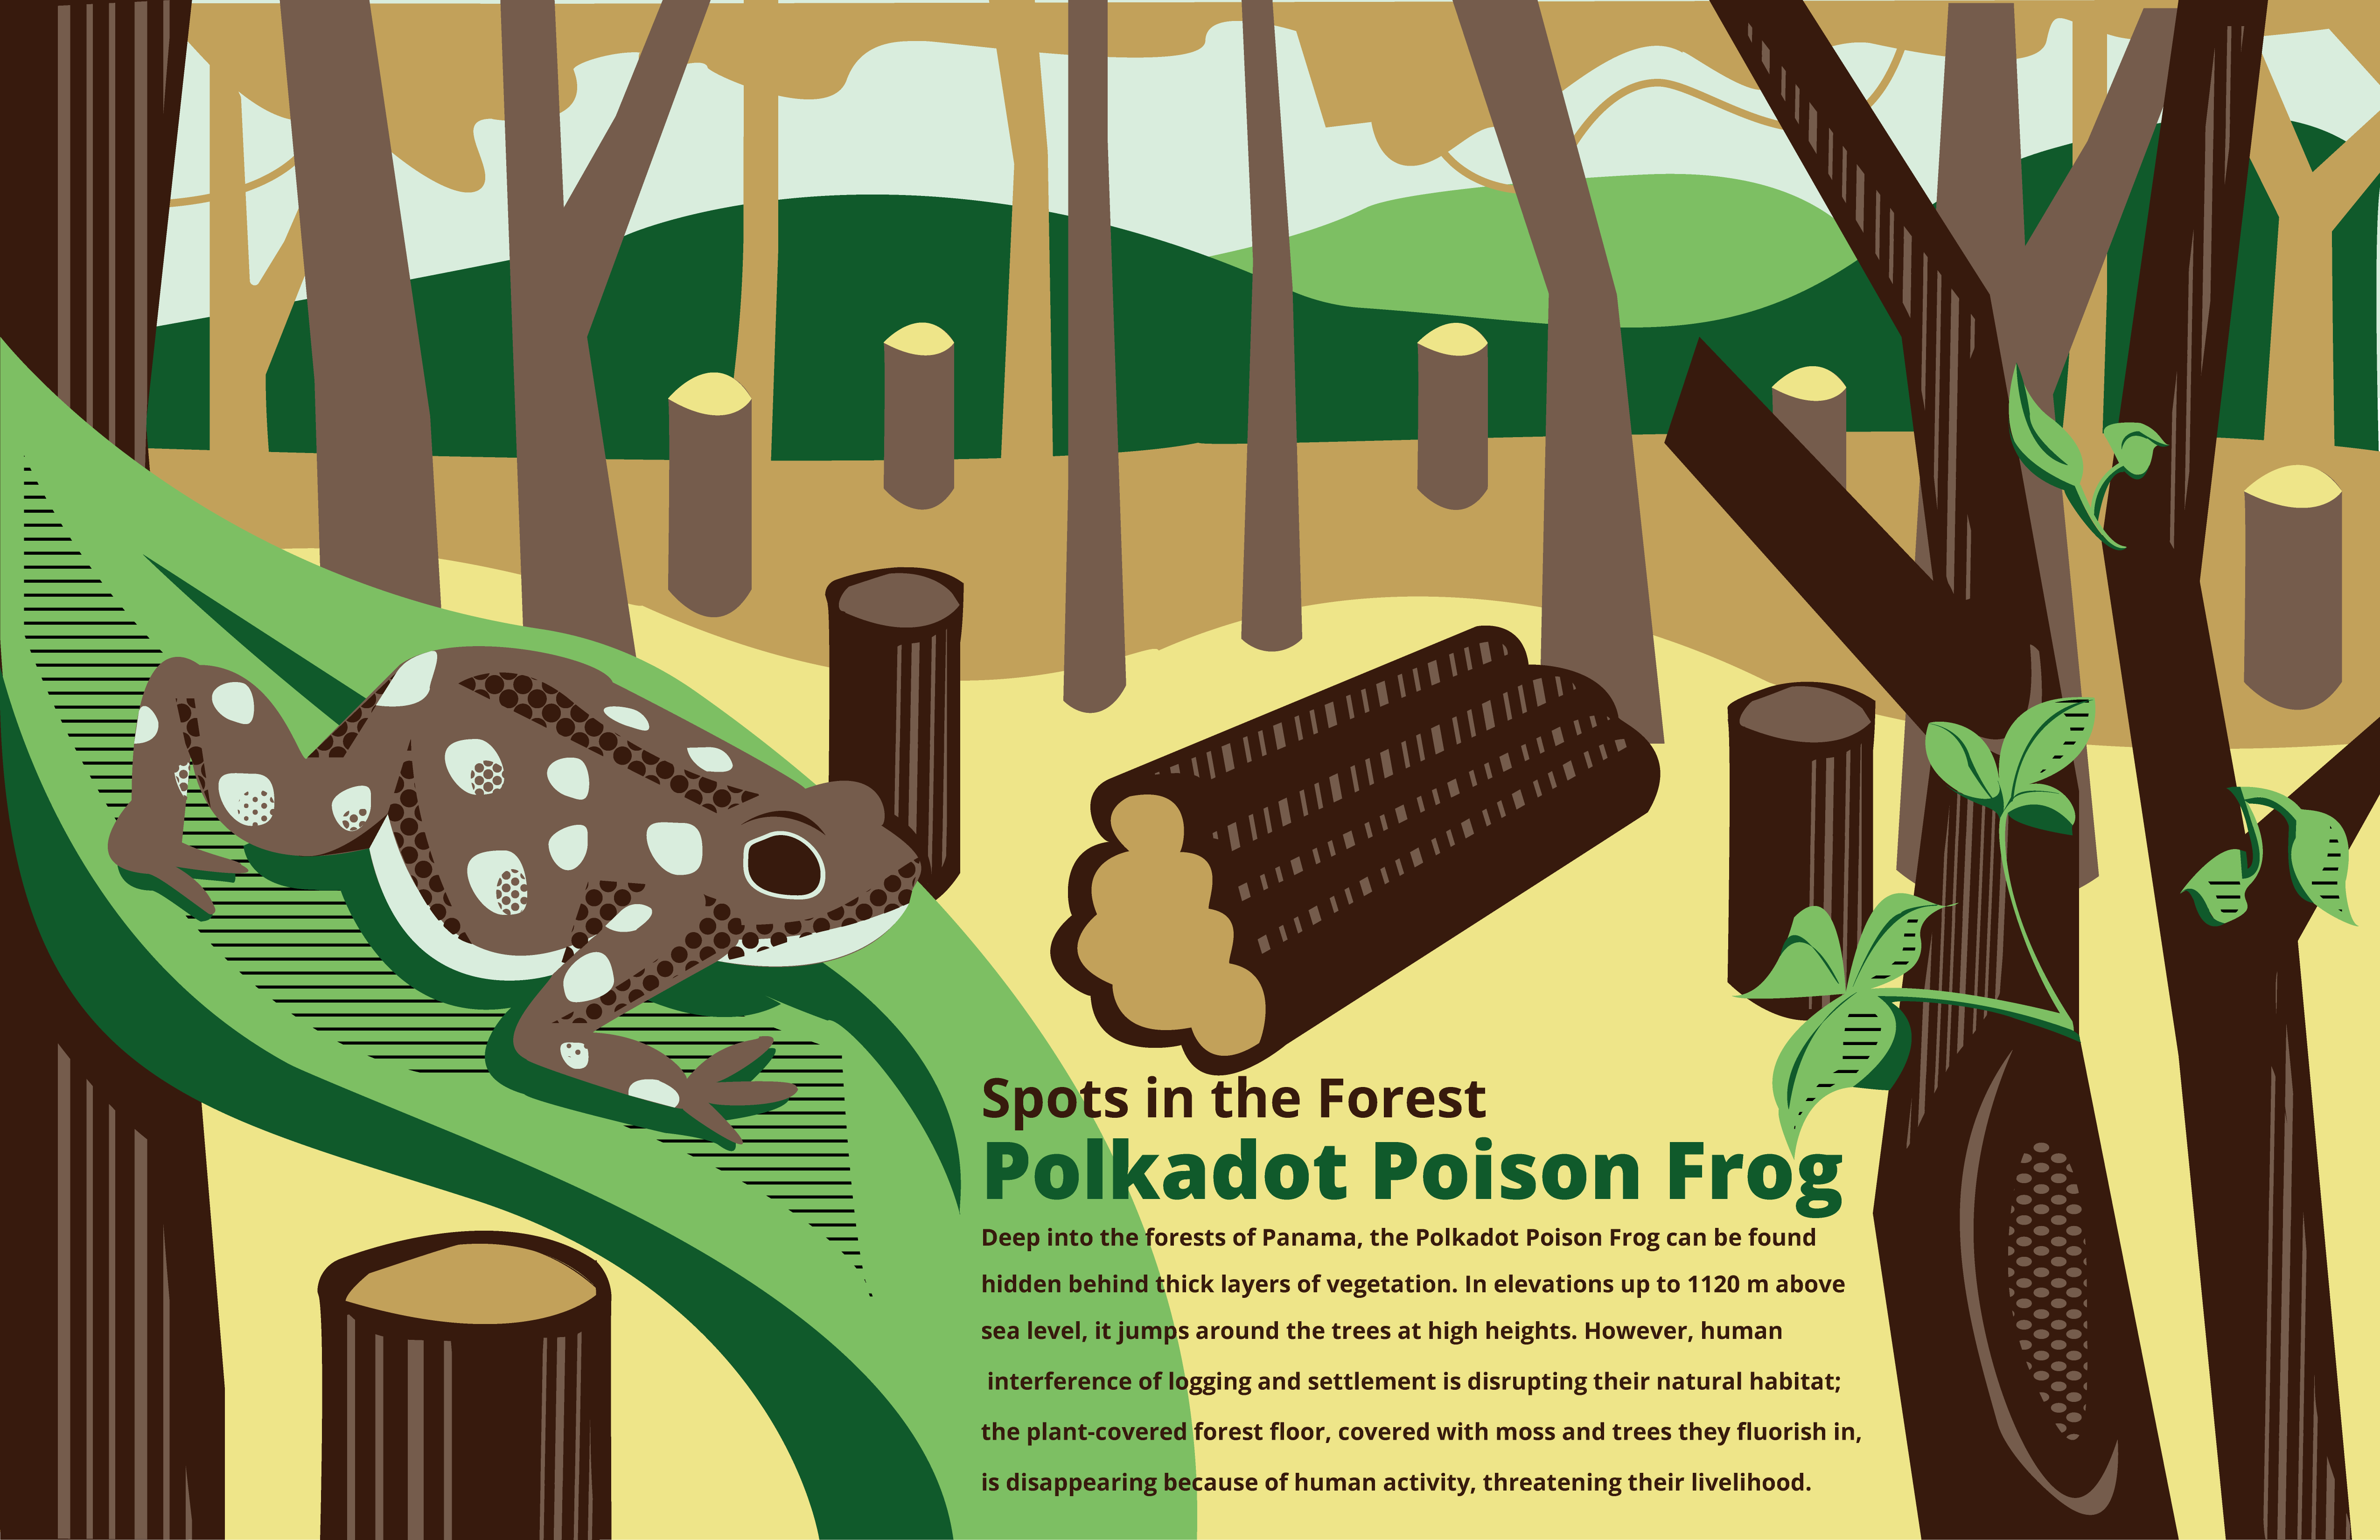 Spots in the Forest
Polkadot Poison Frog
Deep into the forests of Panama, the Polkadot Poison Frog can be found
hidden behind thick layers of vegetation. In elevations up to 1120 m above
sea level, it jumps around the trees at high heights. However, human
interference of logging and settlement is disrupting their natural habitat;
the plant-covered forest floor, covered with moss and trees they fluorish in,
is disappearing because of human activity, threatening their livelihood.